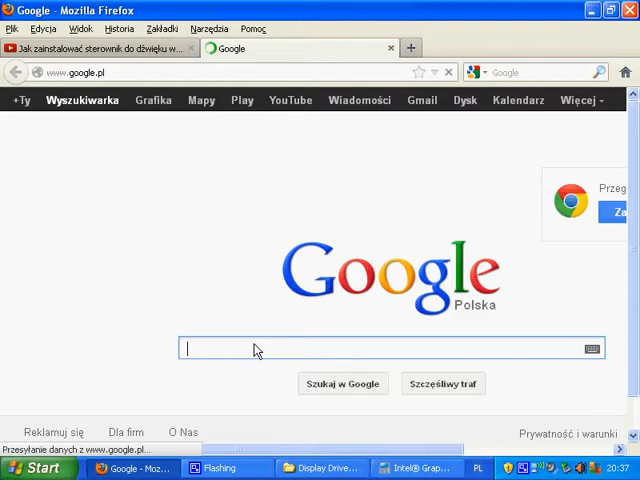 Google - Mozilla Firefox
Plik Edycja Widok Historia Zakładki Narzędzia Pomoc
Jak zainstalować sterownik do dźwięku w... Google
www.google.pl Google
+Ty Wyszukiwarka Grafika Mapy Play YouTube Wiadomości Gmail Dysk Kalendarz Więcej
Przeg
Za
Google
Polska
Szukaj w Google Szczęśliwy traf
Reklamuj się Dla firm O Nas Prywatność i warunki
Przesyłanie danych z www.google.pl...
Start Google - Moz... Flashing Display Drive... Intel® Grap... PL 20:37